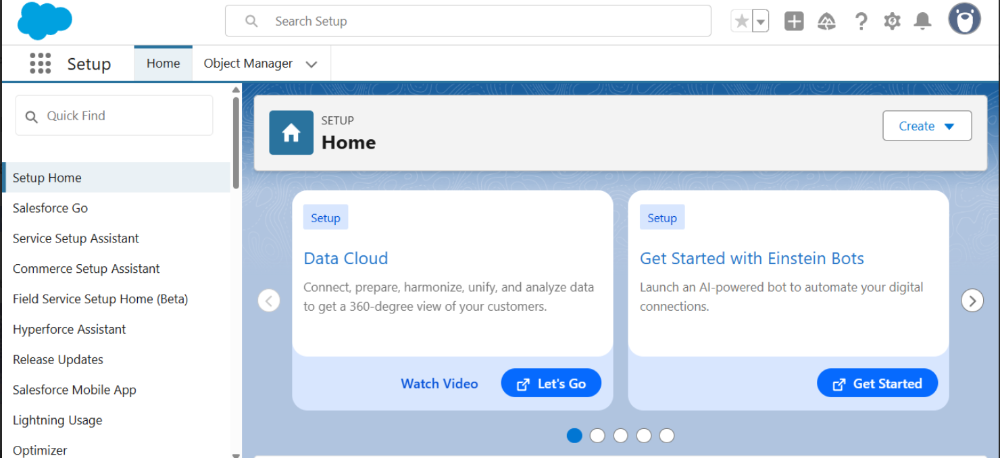 Search Setup
Setup
Home
Object Manager
Quick Find
Setup Home
Salesforce Go
Service Setup Assistant
Commerce Setup Assistant
Field Service Setup Home (Beta)
Hyperforce Assistant
Release Updates
Salesforce Mobile App
Lightning Usage
Optimizer
SETUP
Home
Create
Setup
Data Cloud
Connect, prepare, harmonize, unify, and analyze data
to get a 360-degree view of your customers.
Watch Video
Let's Go
Setup
Get Started with Einstein Bots
Launch an AI-powered bot to automate your digital
connections.
Get Started